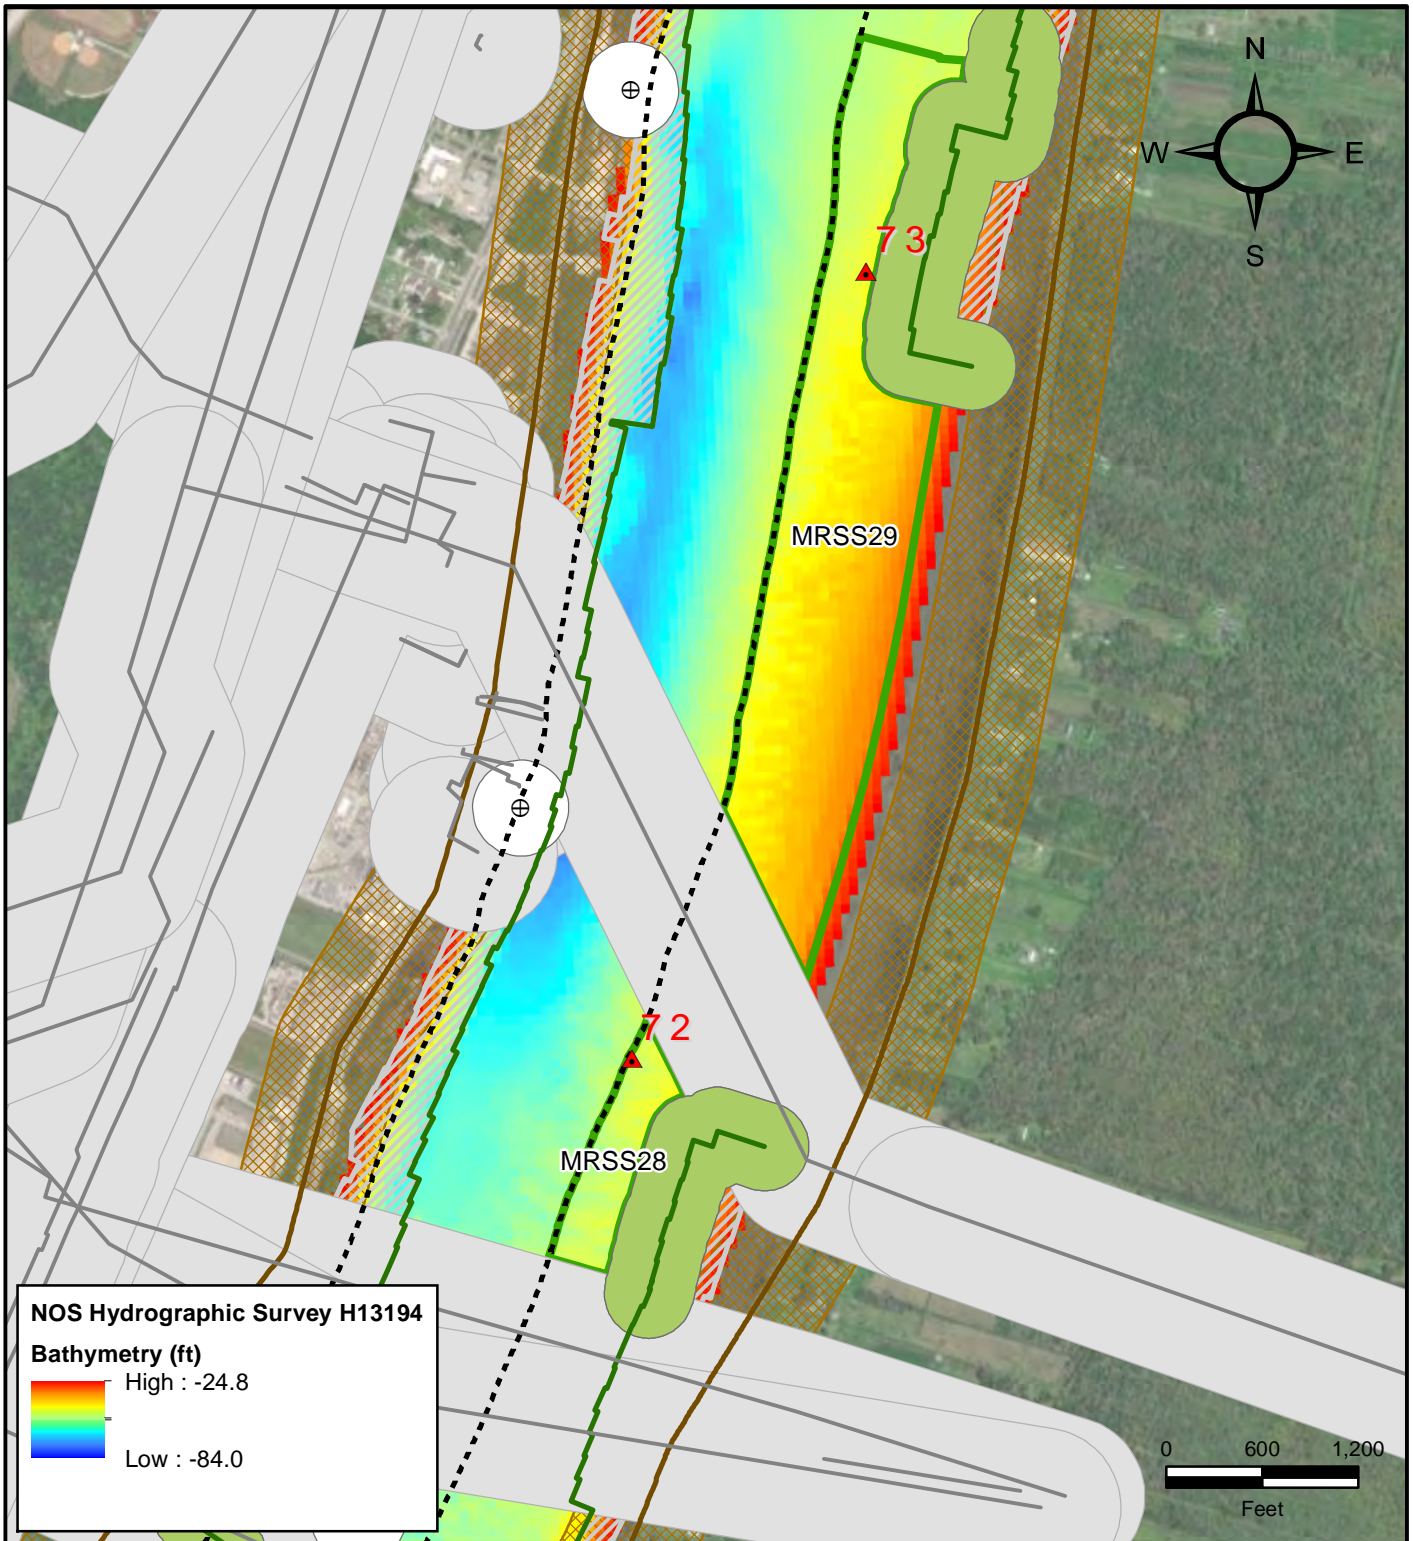 N
W E
S
7 3
MRSS29
7 2
MRSS28
NOS Hydrographic Survey H13194
Bathymetry (ft)
High : -24.8
Low : -84.0
0 600 1,200
Feet